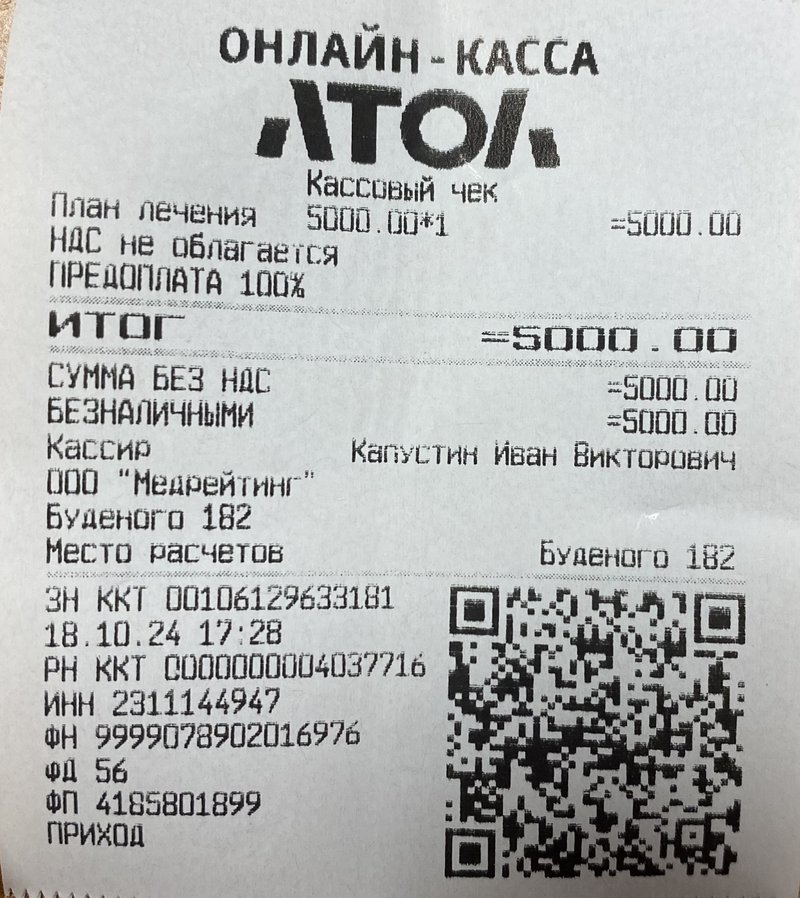 ОНЛАЙН-КАССА
АТОЛ
Кассовый чек
План лечения 5000.00*1 =5000.00
НДС не облагается
ПРЕДОПЛАТА 100%
ИТОГ =5000.00
СУММА БЕЗ НДС =5000.00
БЕЗНАЛИЧНЫМИ =5000.00
Кассир Капустин Иван Викторович
ООО "Медрейтинг"
Буденого 182
Место расчетов Буденого 182
ЗН ККТ 00106129633181
18.10.24 17:28
РН ККТ 0000000004037716
ИНН 2311144947
ФН 9999078902016976
ФД 56
ФП 4185801899
ПРИХОД